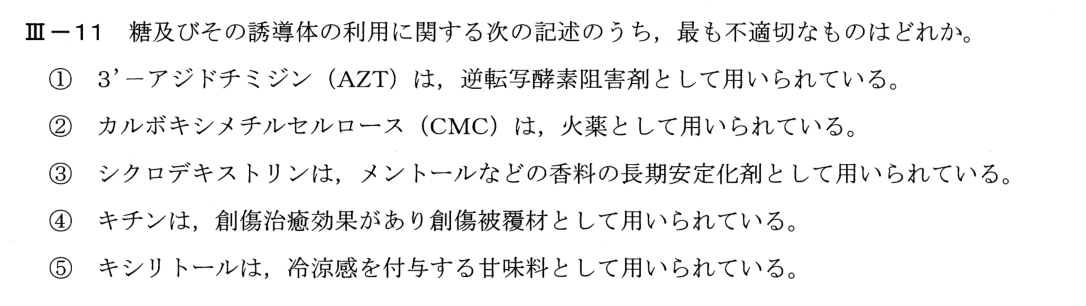 Ⅲ－11　糖及びその誘導体の利用に関する次の記述のうち，最も不適切なものはどれか。
①　3’－アジドチミジン（AZT）は，逆転写酵素阻害剤として用いられている。
②　カルボキシメチルセルロース（CMC）は，火薬として用いられている。
③　シクロデキストリンは，メントールなどの香料の長期安定化剤として用いられている。
④　キチンは，創傷治癒効果があり創傷被覆材として用いられている。
⑤　キシリトールは，冷涼感を付与する甘味料として用いられている。